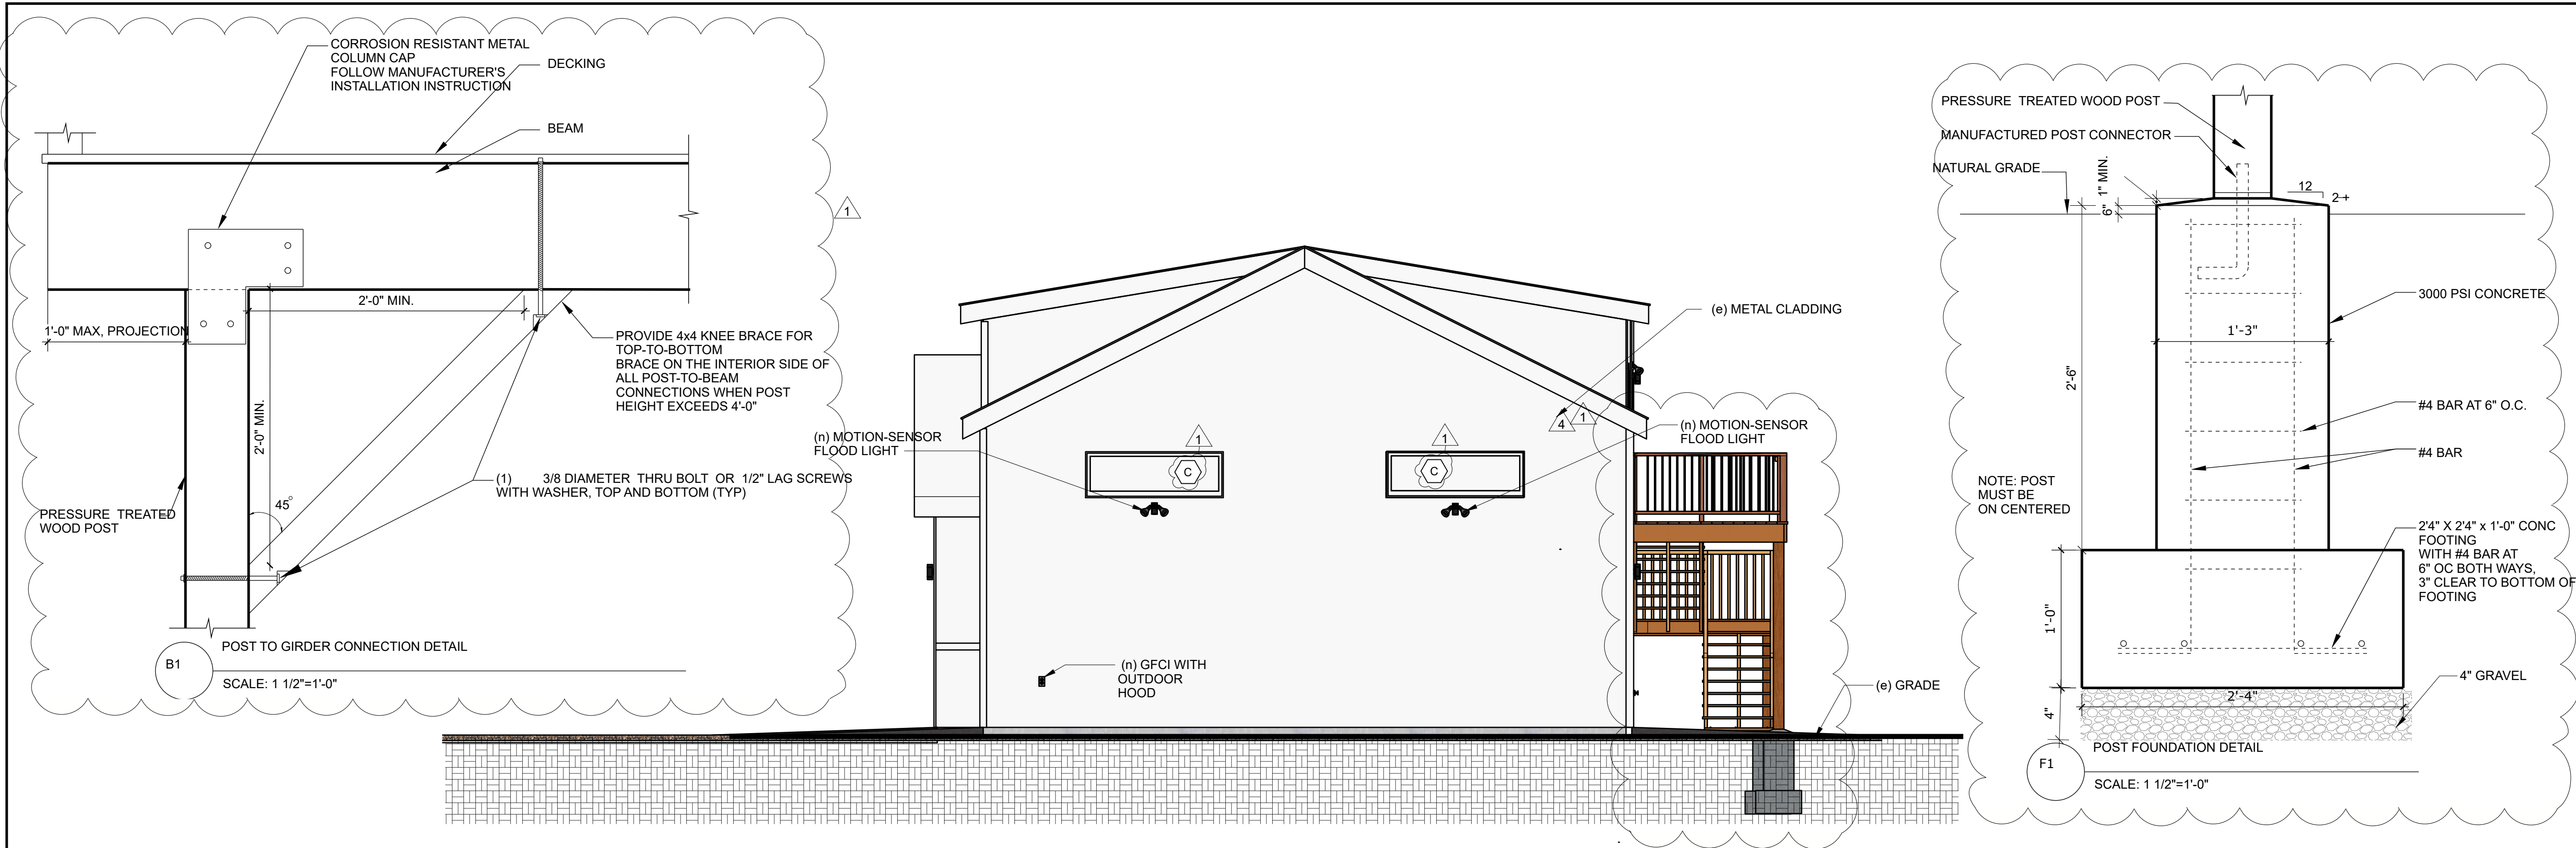 CORROSION RESISTANT METAL
COLUMN CAP
FOLLOW MANUFACTURER'S
INSTALLATION INSTRUCTION
DECKING
BEAM
1
2'-0" MIN.
1'-0" MAX, PROJECTION
PROVIDE 4x4 KNEE BRACE FOR
TOP-TO-BOTTOM
BRACE ON THE INTERIOR SIDE OF
ALL POST-TO-BEAM
CONNECTIONS WHEN POST
HEIGHT EXCEEDS 4'-0"
2'-0" MIN.
(1) 3/8 DIAMETER THRU BOLT OR 1/2" LAG SCREWS
WITH WASHER, TOP AND BOTTOM (TYP)
45°
PRESSURE TREATED
WOOD POST
B1
POST TO GIRDER CONNECTION DETAIL
SCALE: 1 1/2"=1'-0"
(e) METAL CLADDING
4
1
(n) MOTION-SENSOR
FLOOD LIGHT
1
C
1
C
(n) MOTION-SENSOR
FLOOD LIGHT
(n) GFCI WITH
OUTDOOR
HOOD
(e) GRADE
PRESSURE TREATED WOOD POST
MANUFACTURED POST CONNECTOR
NATURAL GRADE
1" MIN.
6"
12
2+
3000 PSI CONCRETE
1'-3"
2'-6"
#4 BAR AT 6" O.C.
#4 BAR
NOTE: POST
MUST BE
ON CENTERED
2'4" X 2'4" x 1'-0" CONC
FOOTING
WITH #4 BAR AT
6" OC BOTH WAYS,
3" CLEAR TO BOTTOM OF
FOOTING
1'-0"
4" GRAVEL
2'-4"
4"
F1
POST FOUNDATION DETAIL
SCALE: 1 1/2"=1'-0"